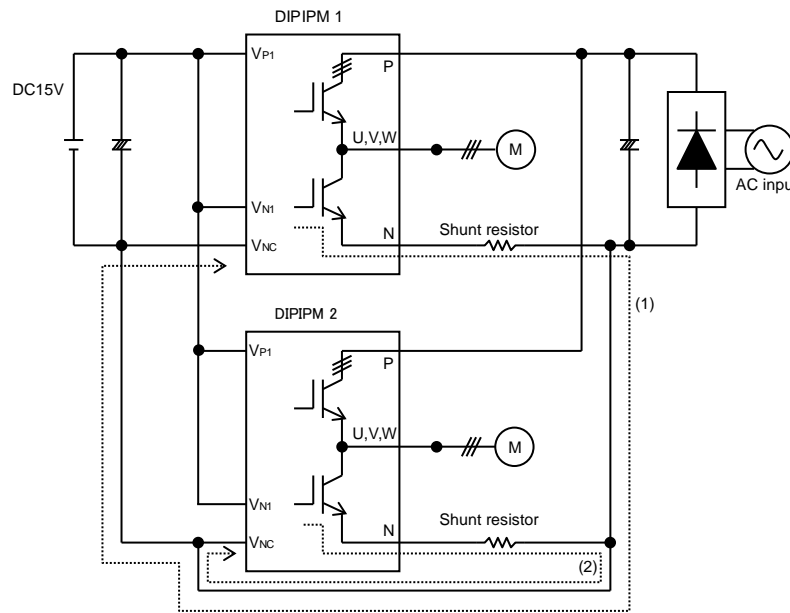 DIPIPM 1
VP1
P
DC15V
U,V,W
M
AC input
VN1
Shunt resistor
N
VNC
(1)
DIPIPM 2
VP1
P
U,V,W
M
VN1
Shunt resistor
N
VNC
(2)